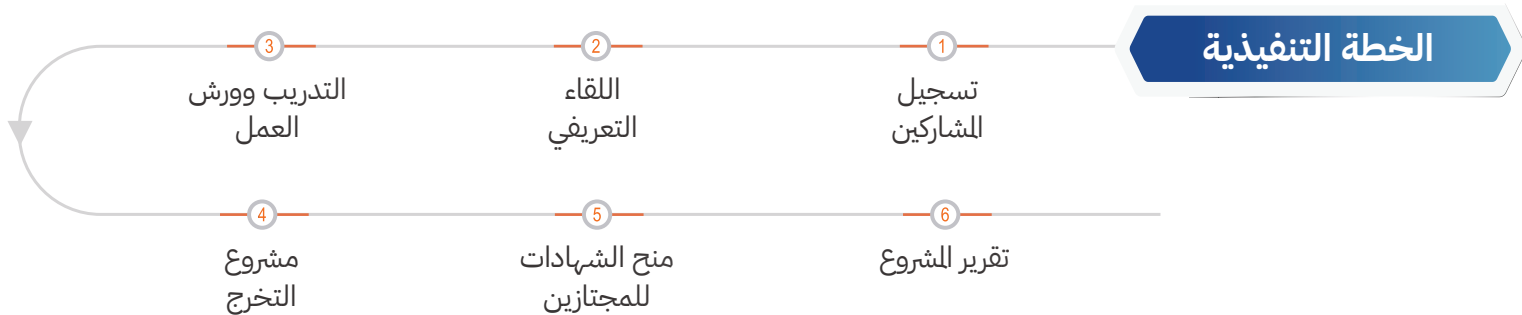 الخطة التنفيذية
1
تسجيل
المشاركين
2
اللقاء
التعريفي
3
التدريب وورش
العمل
4
مشروع
التخرج
5
منح الشهادات
للمجتازين
6
تقرير المشروع